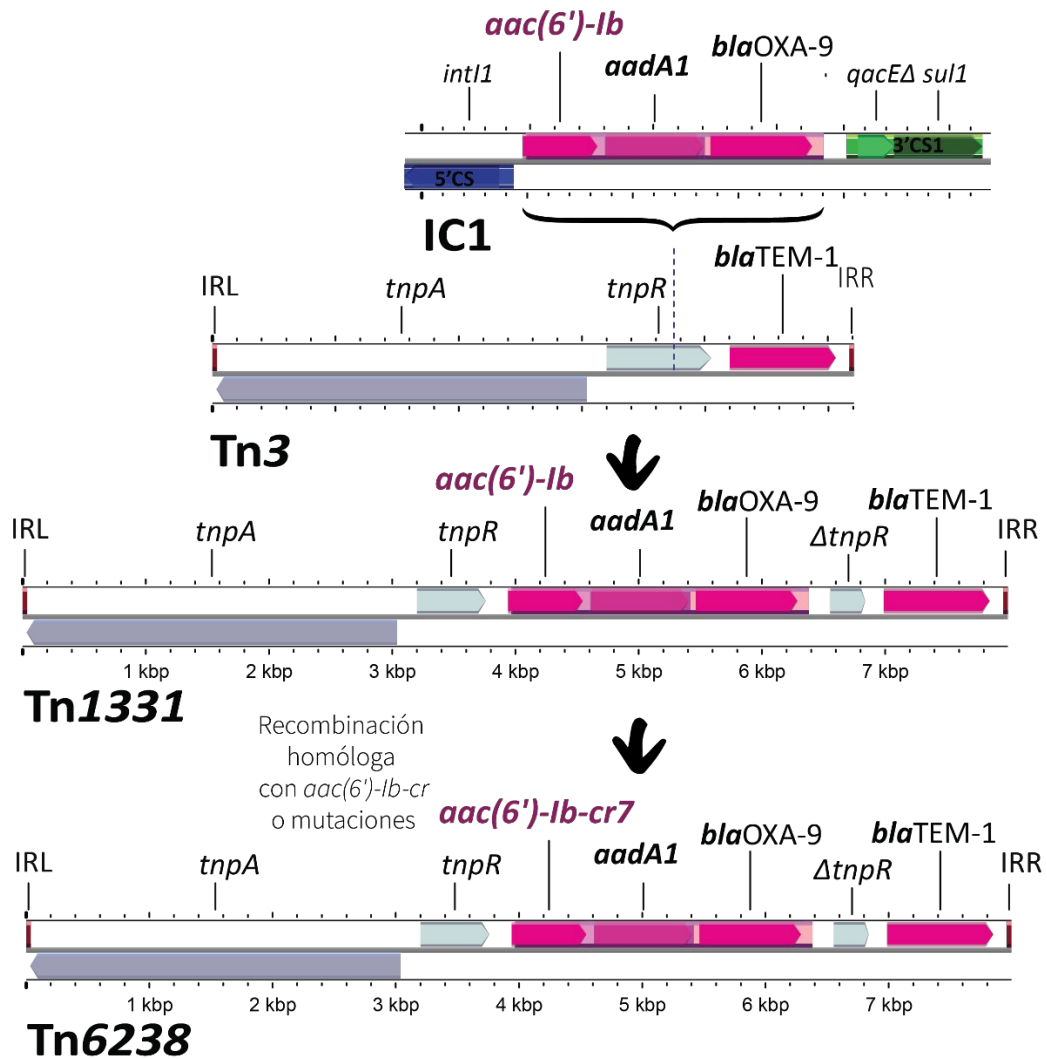 aac(6')-Ib
aadA1
blaOXA-9
intI1
qacEΔ sul1
5'CS
3'CS1
IC1
blaTEM-1
IRL
tnpA
tnpR
IRR
Tn3
aac(6')-Ib
aadA1
blaOXA-9
blaTEM-1
IRL
tnpA
tnpR
ΔtnpR
IRR
1 kbp 2 kbp 3 kbp 4 kbp 5 kbp 6 kbp 7 kbp
Tn1331
Recombinación
homóloga
con aac(6')-Ib-cr
o mutaciones
aac(6')-Ib-cr7
aadA1
blaOXA-9
blaTEM-1
IRL
tnpA
tnpR
ΔtnpR
IRR
1 kbp 2 kbp 3 kbp 4 kbp 5 kbp 6 kbp 7 kbp
Tn6238